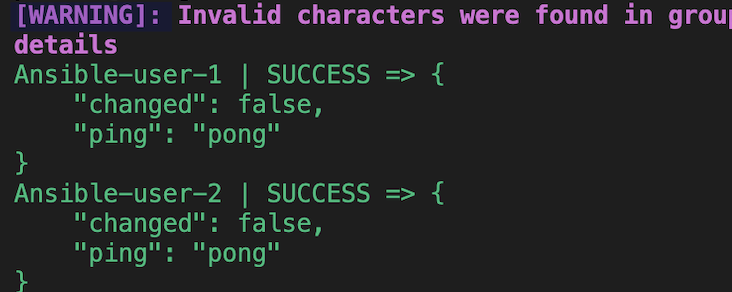 [WARNING]: Invalid characters were found in
details
Ansible-user-1 | SUCCESS => {
    "changed": false,
    "ping": "pong"
}
Ansible-user-2 | SUCCESS => {
    "changed": false,
    "ping": "pong"
}